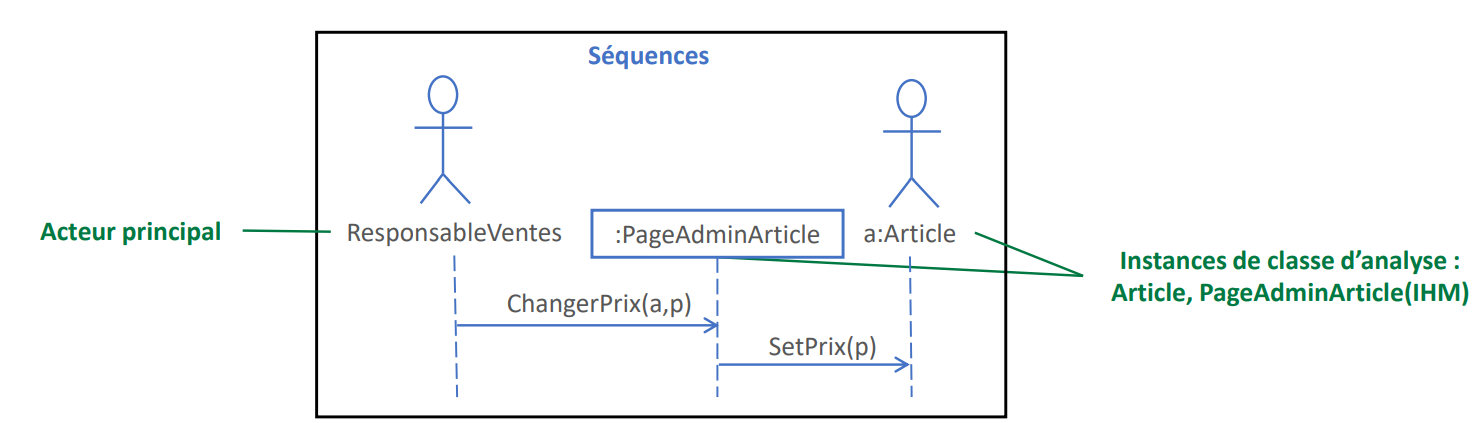 Séquences
Acteur principal
ResponsableVentes
:PageAdminArticle
a:Article
Instances de classe d’analyse :
Article, PageAdminArticle(IHM)
ChangerPrix(a,p)
SetPrix(p)